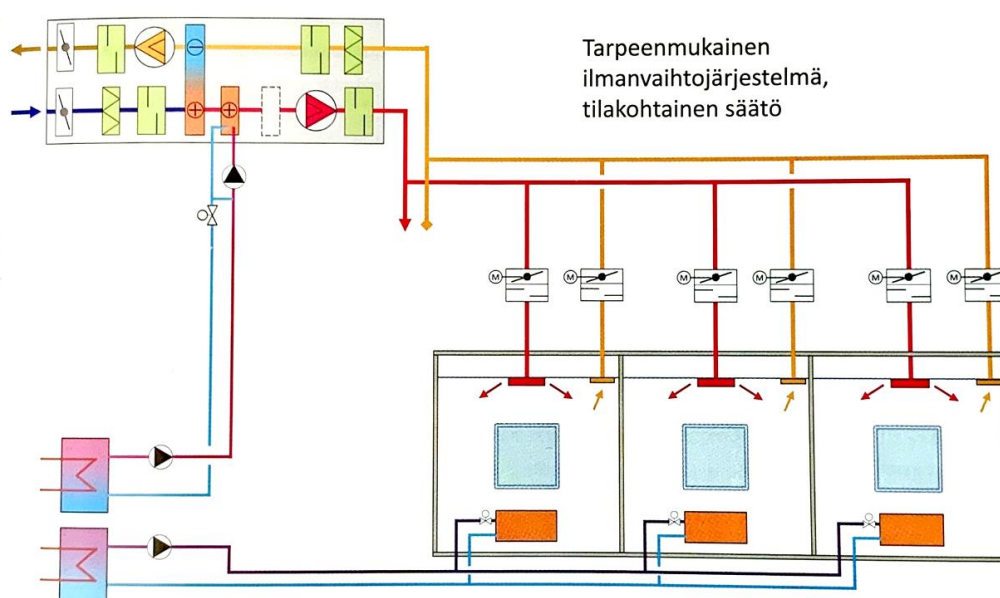 Tarpeenmukainen
ilmanvaihtojärjestelmä,
tilakohtainen säätö
M
M
M
M
M
M